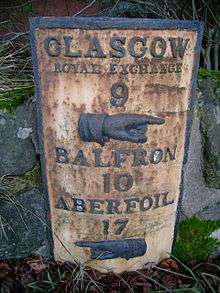 GLASGOW
ROYAL EXCHANGE
9
BALFRON
10
ABERFOIL
17